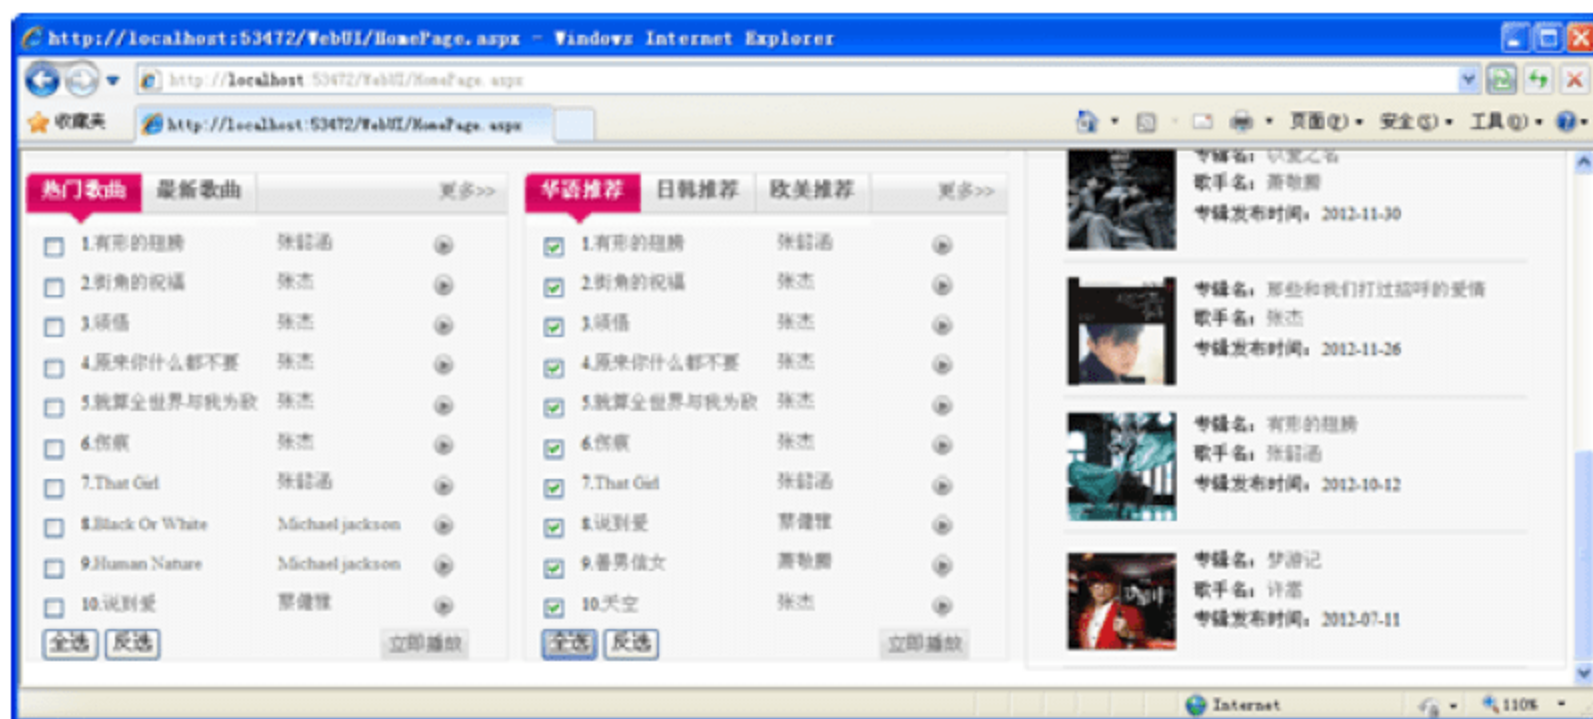 http://localhost:53472/WebUI/HomePage.aspx - Windows Internet Explorer
http://localhost:53472/WebUI/HomePage.aspx
收藏夹 http://localhost:53472/WebUI/HomePage.aspx 页面(P) 安全(S) 工具(O)
热门歌曲 最新歌曲 更多>>
1.有形的翅膀 张韶涵
2.街角的祝福 张杰
3.须借 张杰
4.原来你什么都不要 张杰
5.就算全世界与我为敌 张杰
6.伤痕 张杰
7.That Girl 张韶涵
8.Black Or White Michael jackson
9.Human Nature Michael jackson
10.说到爱 蔡健雅
全选 反选 立即播放
华语推荐 日韩推荐 欧美推荐 更多>>
1.有形的翅膀 张韶涵
2.街角的祝福 张杰
3.须借 张杰
4.原来你什么都不要 张杰
5.就算全世界与我为敌 张杰
6.伤痕 张杰
7.That Girl 张韶涵
8.说到爱 蔡健雅
9.善男信女 萧敬腾
10.天空 张杰
全选 反选 立即播放
专辑名：以爱之名
歌手名：萧敬腾
专辑发布时间：2012-11-30
专辑名：那些和我们打过招呼的爱情
歌手名：张杰
专辑发布时间：2012-11-26
专辑名：有形的翅膀
歌手名：张韶涵
专辑发布时间：2012-10-12
专辑名：梦游记
歌手名：许嵩
专辑发布时间：2012-07-11
Internet 110%